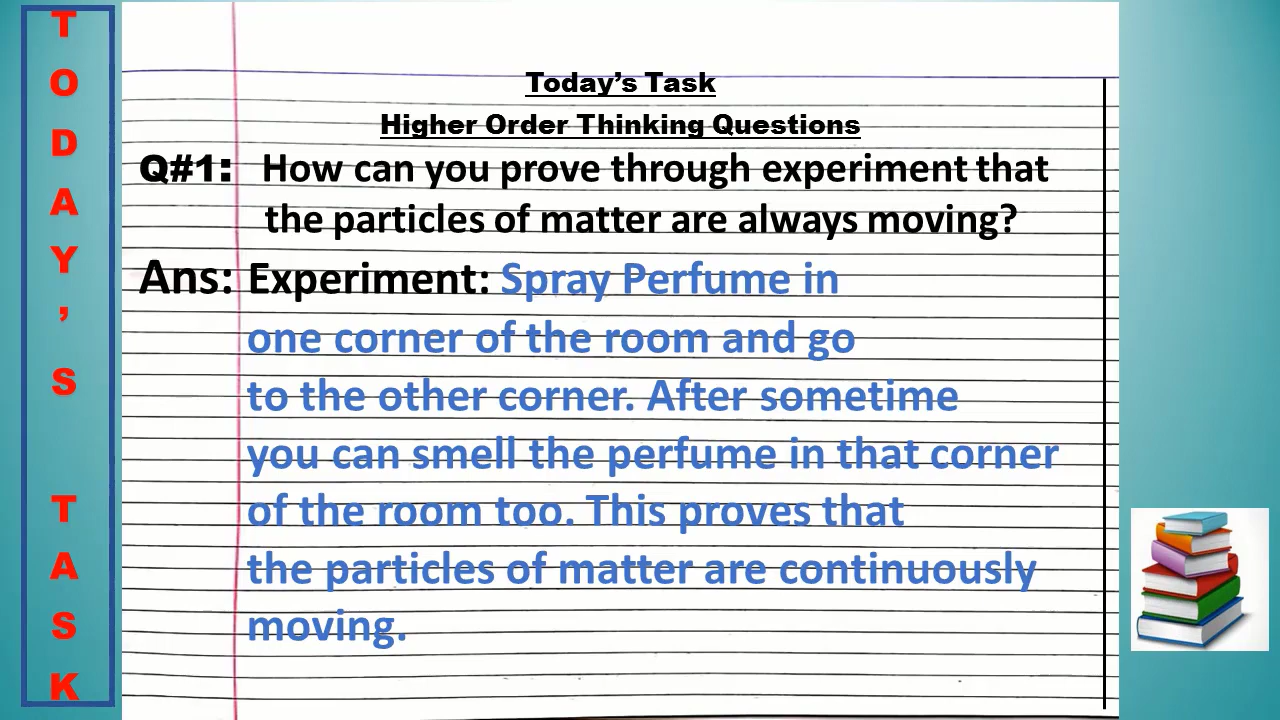 TODAY’S TASK
Today’s Task
Higher Order Thinking Questions
Q#1: How can you prove through experiment that
the particles of matter are always moving?
Ans: Experiment: Spray Perfume in
one corner of the room and go
to the other corner. After sometime
you can smell the perfume in that corner
of the room too. This proves that
the particles of matter are continuously
moving.